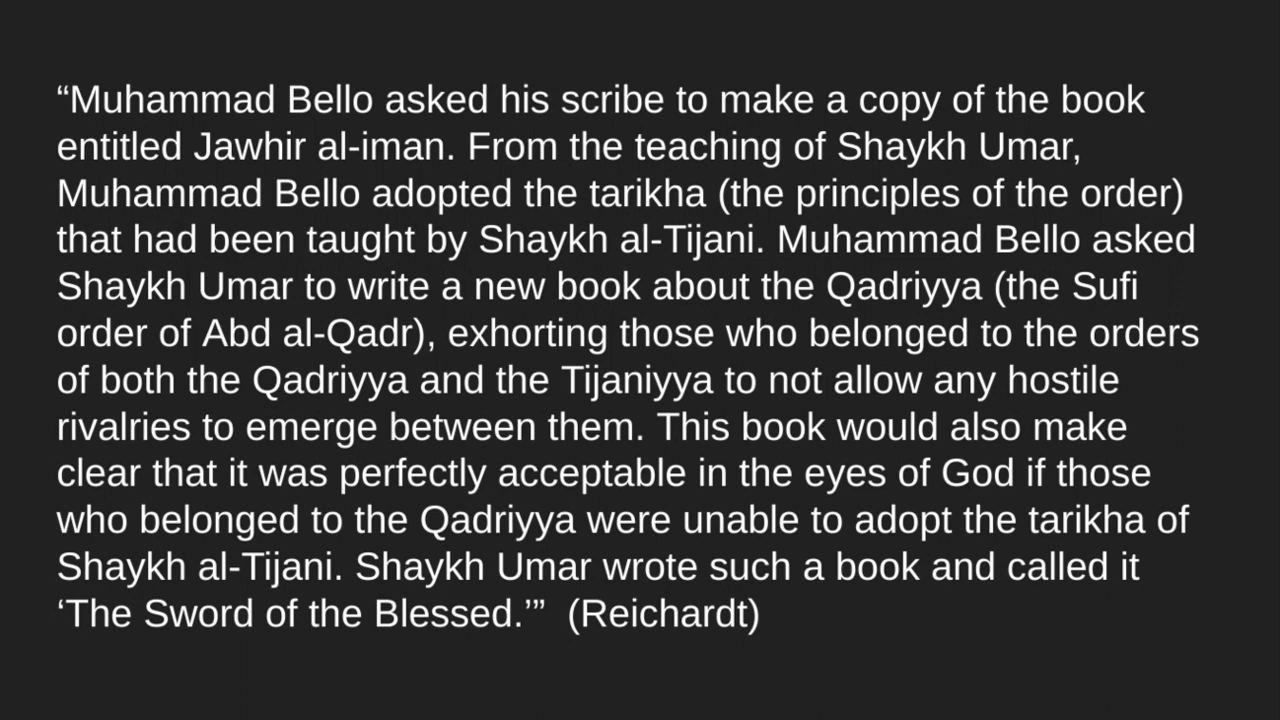 “Muhammad Bello asked his scribe to make a copy of the book
entitled Jawhir al-iman. From the teaching of Shaykh Umar,
Muhammad Bello adopted the tarikha (the principles of the order)
that had been taught by Shaykh al-Tijani. Muhammad Bello asked
Shaykh Umar to write a new book about the Qadriyya (the Sufi
order of Abd al-Qadr), exhorting those who belonged to the orders
of both the Qadriyya and the Tijaniyya to not allow any hostile
rivalries to emerge between them. This book would also make
clear that it was perfectly acceptable in the eyes of God if those
who belonged to the Qadriyya were unable to adopt the tarikha of
Shaykh al-Tijani. Shaykh Umar wrote such a book and called it
‘The Sword of the Blessed.’” (Reichardt)